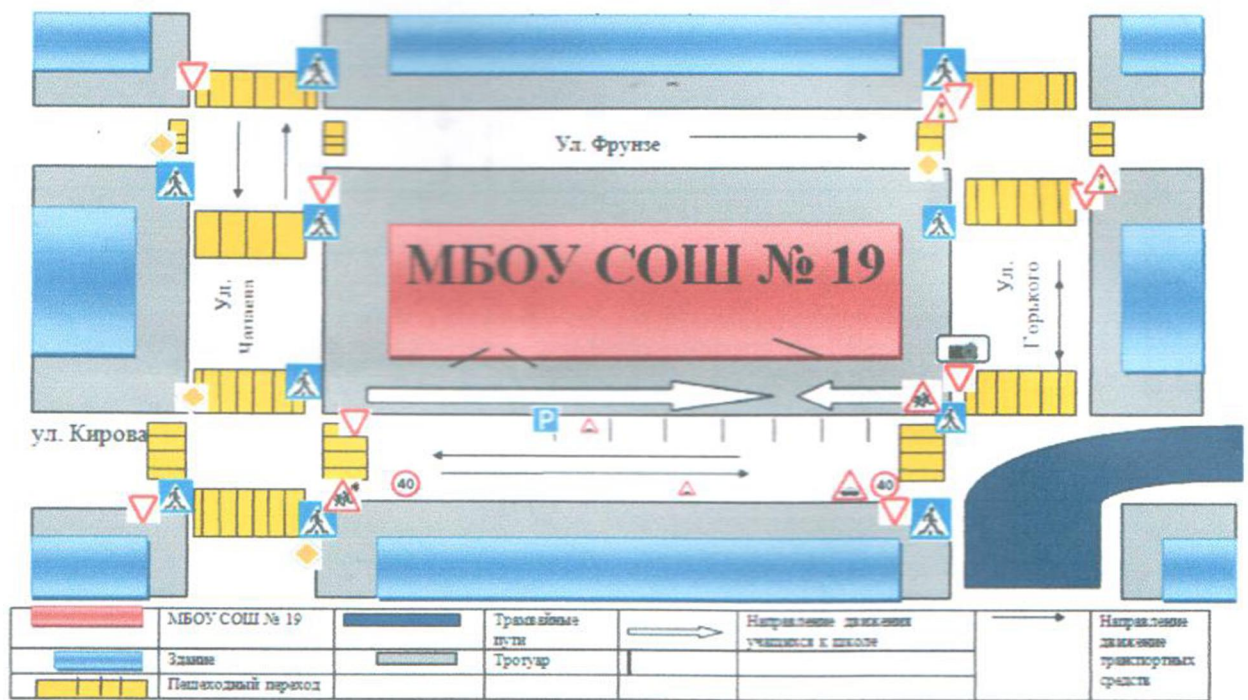 Ул. Фрунзе
МБОУ СОШ № 19
Ул.
Чапаева
Ул.
Горького
P
ул. Кирова
40
40
МБОУ СОШ № 19
Трамвайные
пути
Направление движения
учащихся к школе
Направление
движение
транспортных
средств
Здание
Тротуар
Пешеходный переход